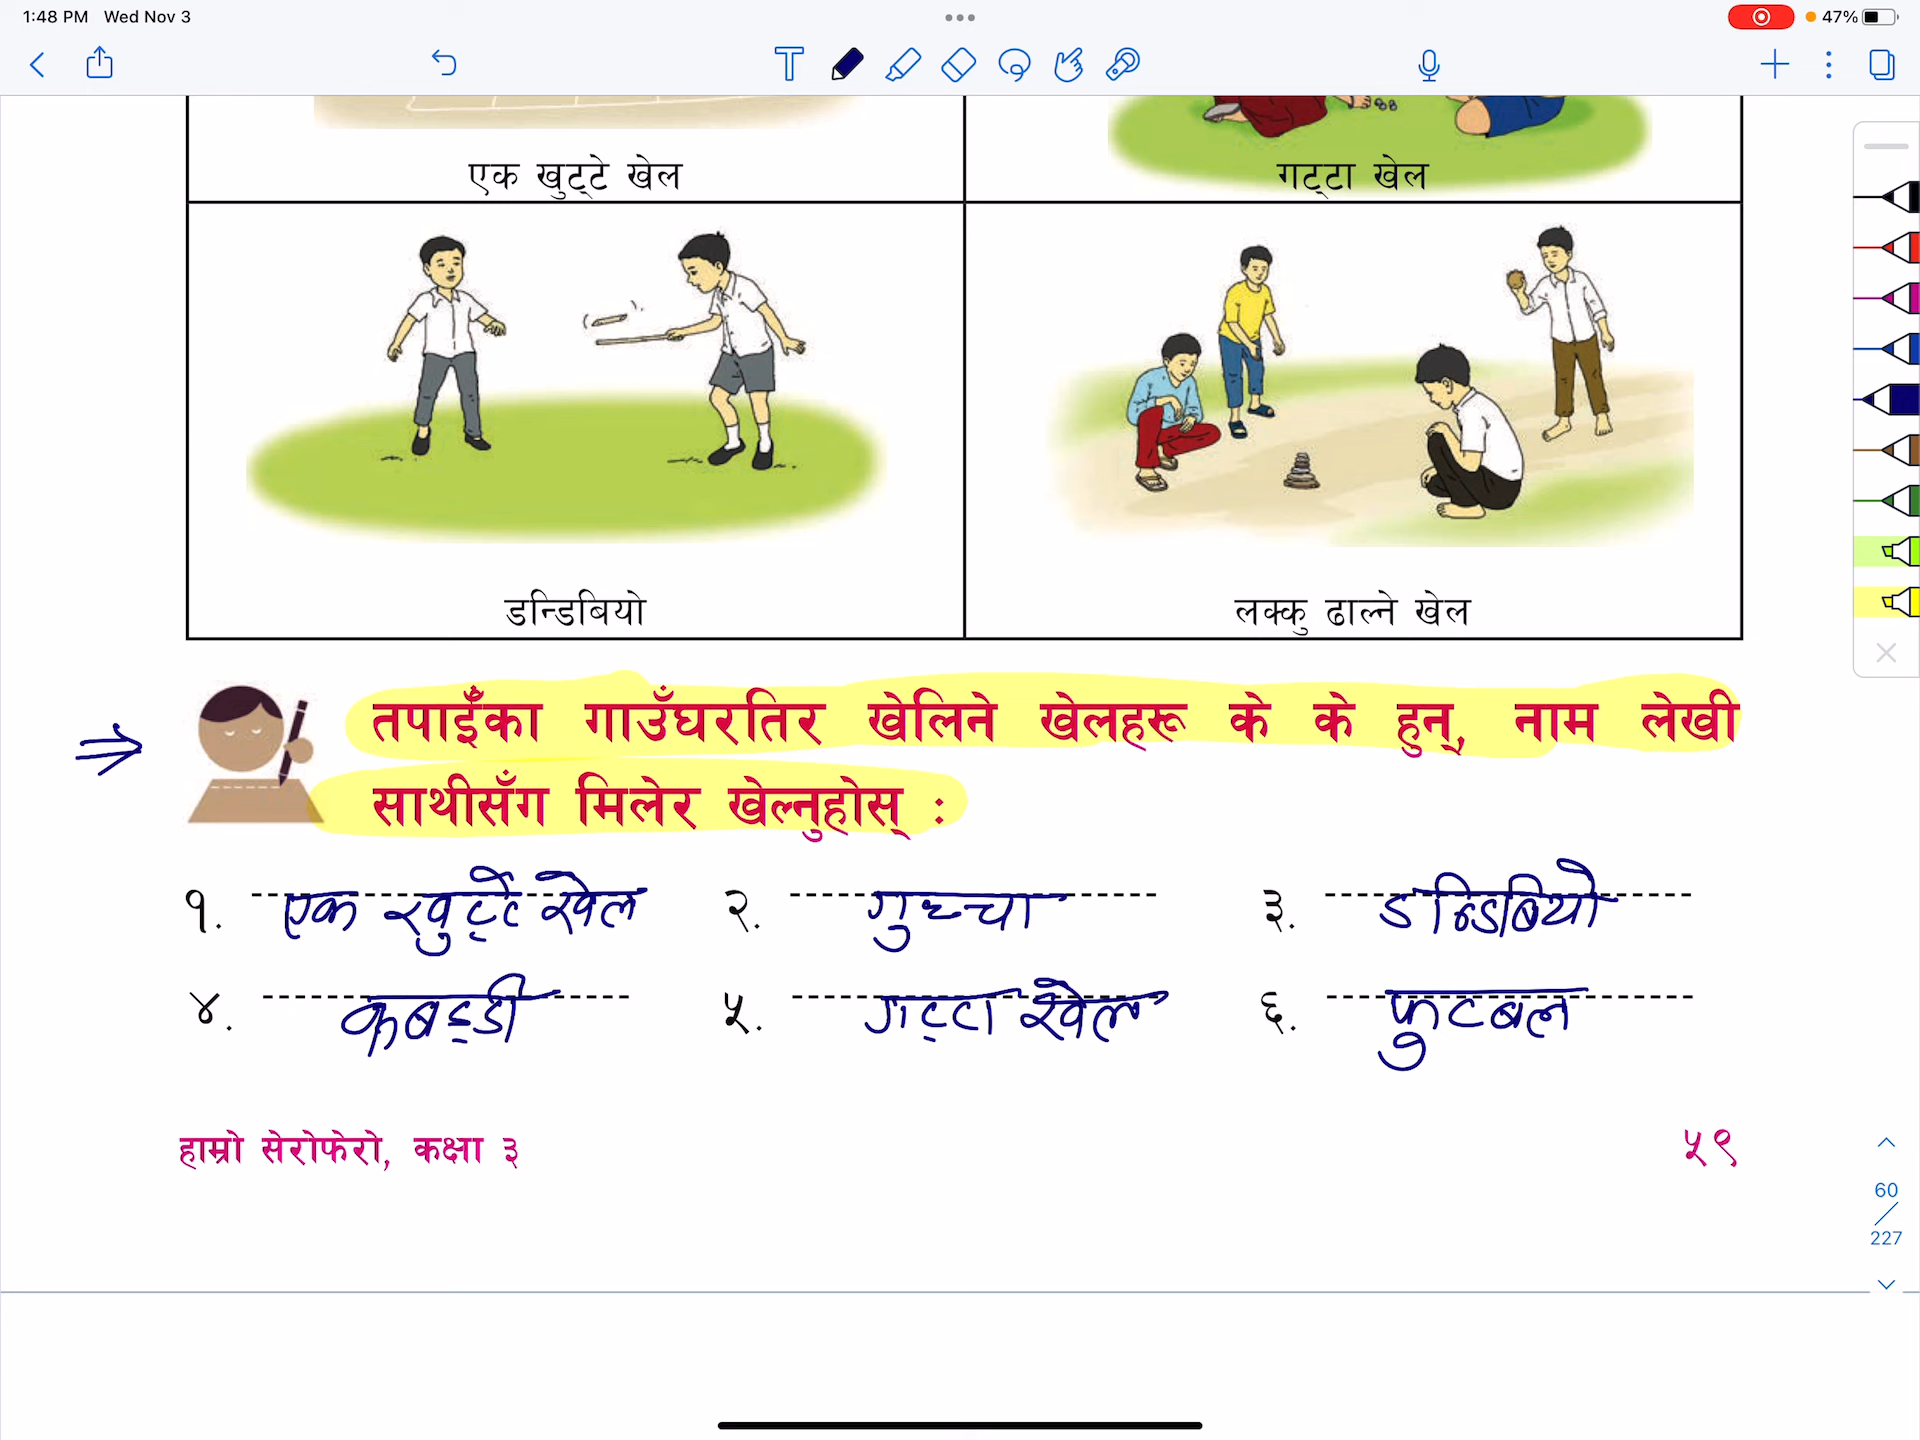 1:48 PM Wed Nov 3
47%
एक खुट्टे खेल
गट्टा खेल
डन्डिबियो
लक्कु ढाल्ने खेल
तपाईँका गाउँघरतिर खेलिने खेलहरू के के हुन्, नाम लेखी
साथीसँग मिलेर खेल्नुहोस् :
१. एक खुट्टे खेल २. गुच्चा ३. डन्डिबियो
४. कबड्डी ५. गट्टा खेल ६. फुटबल
हाम्रो सेरोफेरो, कक्षा ३ ५९
60
227